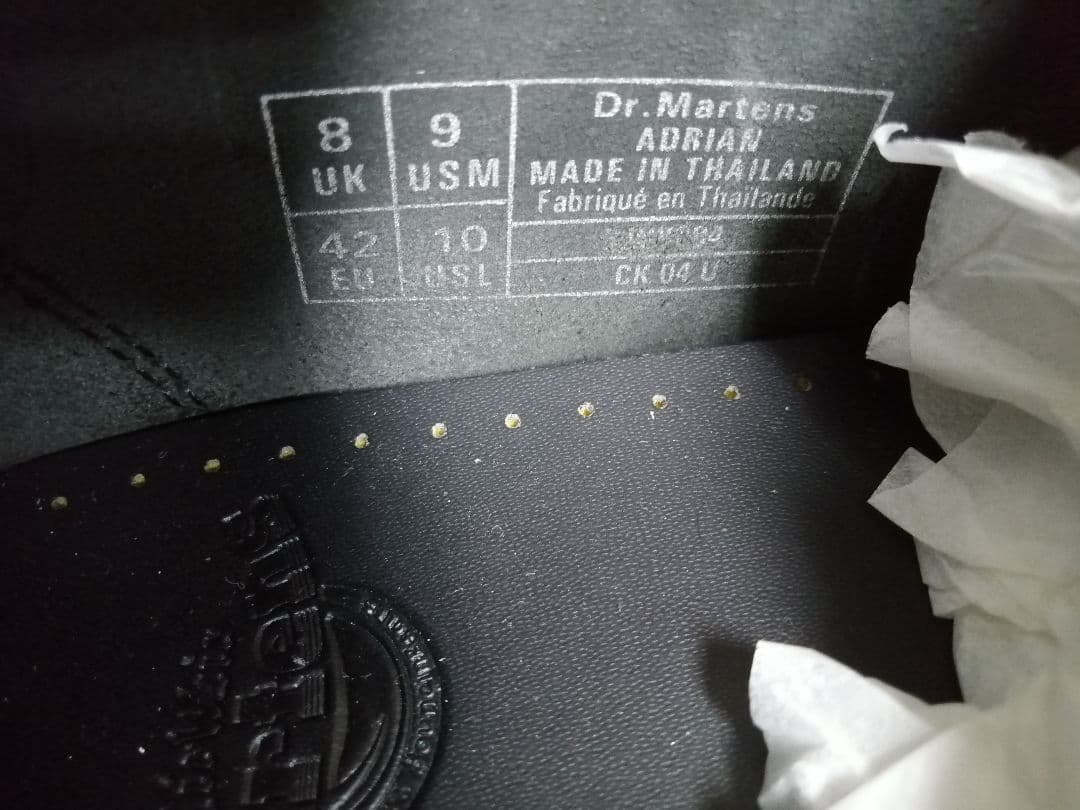 8
UK
9
USM
42
EU
10
USL
Dr.Martens
ADRIAN
MADE IN THAILAND
Fabriqué en Thaïlande
CK 04 U